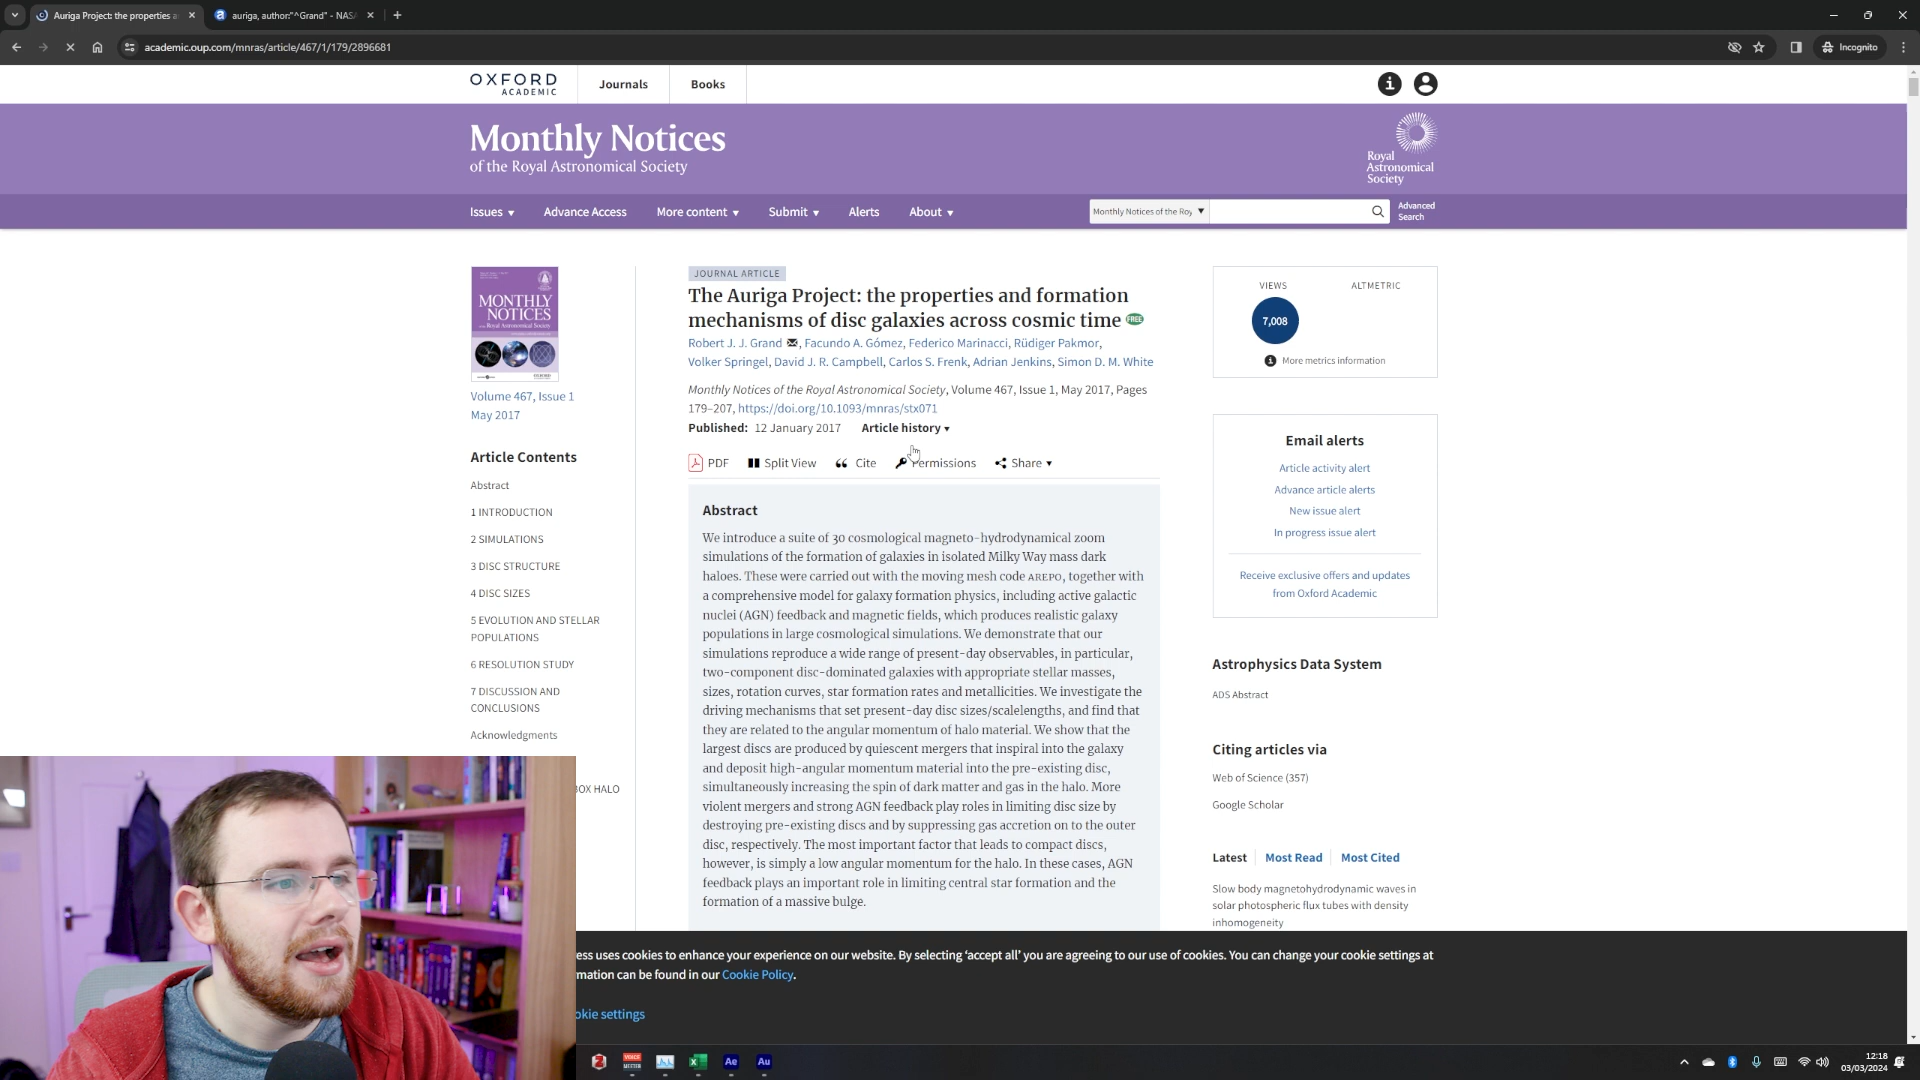 Auriga Project: the properties a
auriga, author:"^Grand" - NAS
academic.oup.com/mnras/article/467/1/179/2896681
Incognito
OXFORD
ACADEMIC
Journals
Books
Monthly Notices
of the Royal Astronomical Society
Royal
Astronomical
Society
Issues
Advance Access
More content
Submit
Alerts
About
Monthly Notices of the Roy
Advanced
Search
MONTHLY
NOTICES
of the Royal Astronomical Society
Volume 467, Issue 1
May 2017
Article Contents
Abstract
1 INTRODUCTION
2 SIMULATIONS
3 DISC STRUCTURE
4 DISC SIZES
5 EVOLUTION AND STELLAR
POPULATIONS
6 RESOLUTION STUDY
7 DISCUSSION AND
CONCLUSIONS
Acknowledgments
BOX HALO
JOURNAL ARTICLE
The Auriga Project: the properties and formation
mechanisms of disc galaxies across cosmic time FREE
Robert J. J. Grand, Facundo A. Gómez, Federico Marinacci, Rüdiger Pakmor,
Volker Springel, David J. R. Campbell, Carlos S. Frenk, Adrian Jenkins, Simon D. M. White
Monthly Notices of the Royal Astronomical Society, Volume 467, Issue 1, May 2017, Pages
179–207, https://doi.org/10.1093/mnras/stx071
Published: 12 January 2017 Article history
PDF Split View Cite Permissions Share
Abstract
We introduce a suite of 30 cosmological magneto-hydrodynamical zoom
simulations of the formation of galaxies in isolated Milky Way mass dark
haloes. These were carried out with the moving mesh code AREPO, together with
a comprehensive model for galaxy formation physics, including active galactic
nuclei (AGN) feedback and magnetic fields, which produces realistic galaxy
populations in large cosmological simulations. We demonstrate that our
simulations reproduce a wide range of present-day observables, in particular,
two-component disc-dominated galaxies with appropriate stellar masses,
sizes, rotation curves, star formation rates and metallicities. We investigate the
driving mechanisms that set present-day disc sizes/scalelengths, and find that
they are related to the angular momentum of halo material. We show that the
largest discs are produced by quiescent mergers that inspiral into the galaxy
and deposit high-angular momentum material into the pre-existing disc,
simultaneously increasing the spin of dark matter and gas in the halo. More
violent mergers and strong AGN feedback play roles in limiting disc size by
destroying pre-existing discs and by suppressing gas accretion on to the outer
disc, respectively. The most important factor that leads to compact discs,
however, is simply a low angular momentum for the halo. In these cases, AGN
feedback plays an important role in limiting central star formation and the
formation of a massive bulge.
VIEWS
ALTMETRIC
7,008
More metrics information
Email alerts
Article activity alert
Advance article alerts
New issue alert
In progress issue alert
Receive exclusive offers and updates
from Oxford Academic
Astrophysics Data System
ADS Abstract
Citing articles via
Web of Science (357)
Google Scholar
Latest
Most Read
Most Cited
Slow body magnetohydrodynamic waves in
solar photospheric flux tubes with density
inhomogeneity
ess uses cookies to enhance your experience on our website. By selecting 'accept all' you are agreeing to our use of cookies. You can change your cookie settings at
mation can be found in our Cookie Policy.
okie settings
VOICE
MEETER
Ae
Au
12:18
03/03/2024